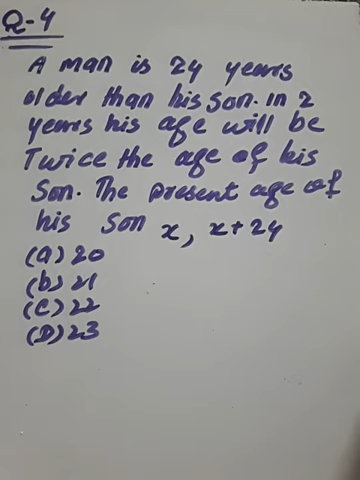 Q-4
A man is 24 years
older than his son. in 2
years his age will be
Twice the age of his
Son. The present age of
his Son x, x+24
(a) 20
(b) 21
(C) 22
(D) 23